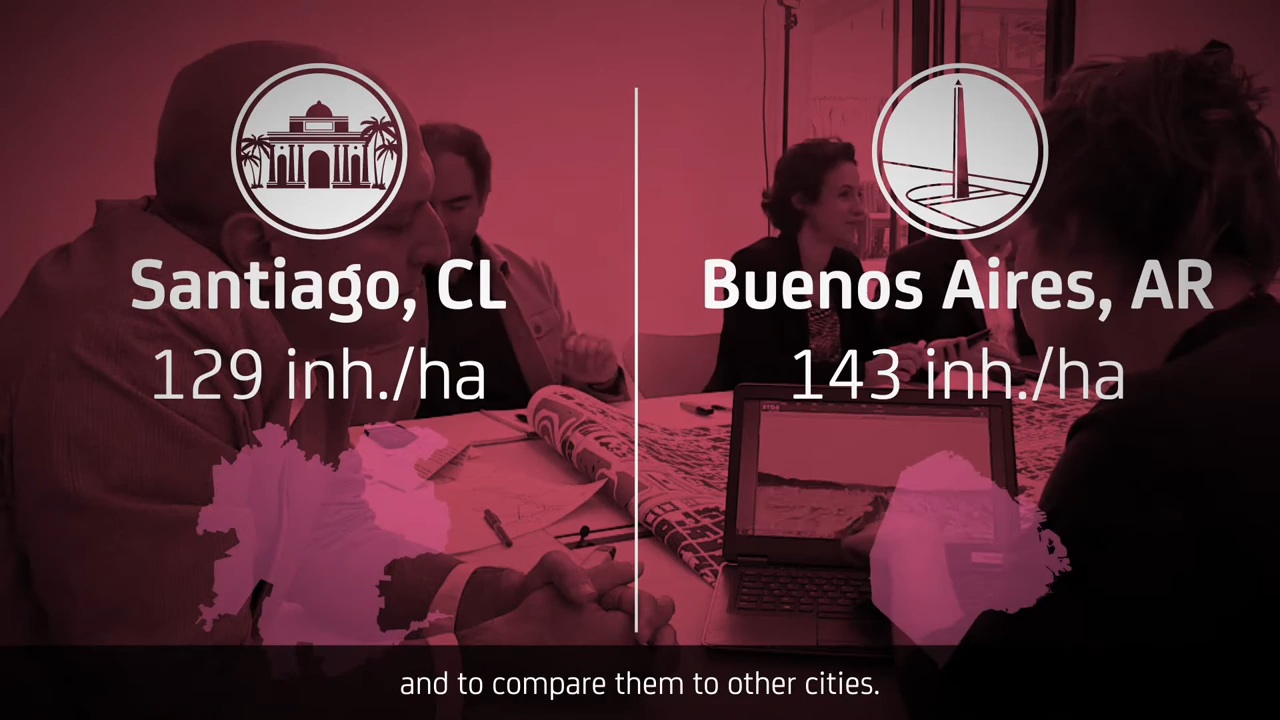 Santiago, CL
129 inh./ha
Buenos Aires, AR
143 inh./ha
and to compare them to other cities.